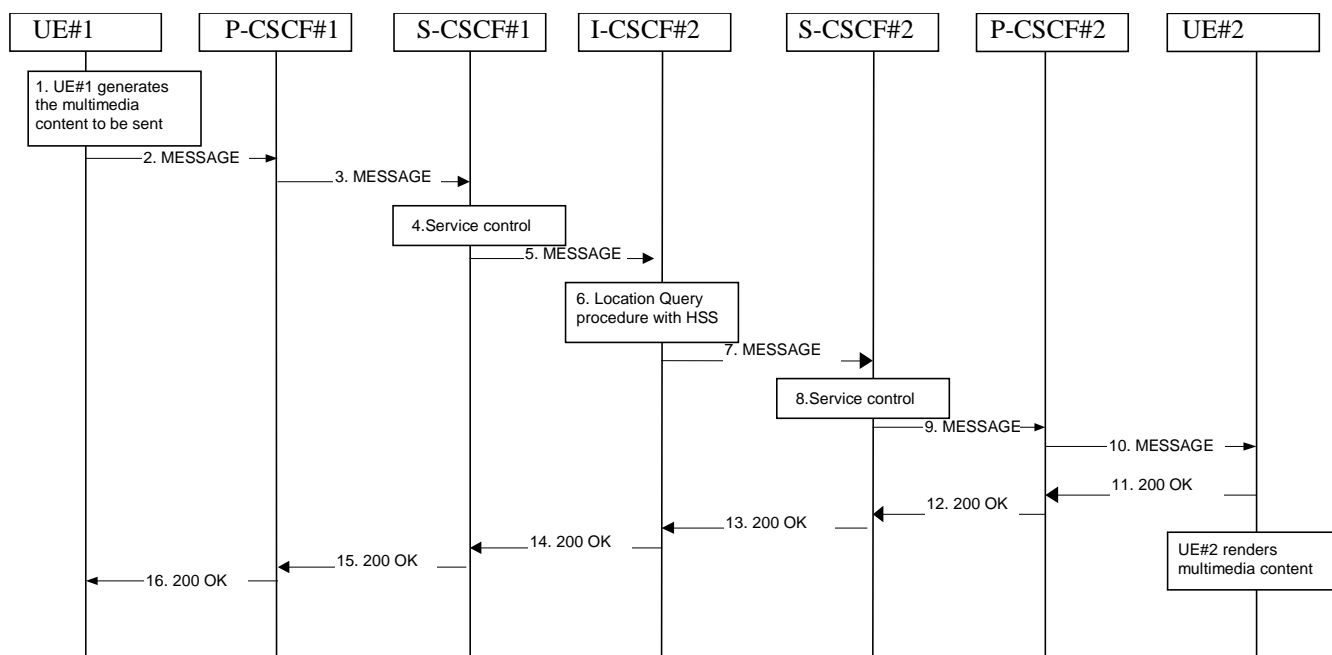 UE#1
P-CSCF#1
S-CSCF#1
I-CSCF#2
S-CSCF#2
P-CSCF#2
UE#2
1. UE#1 generates
the multimedia
content to be sent
2. MESSAGE
3. MESSAGE
4.Service control
5. MESSAGE
6. Location Query
procedure with HSS
7. MESSAGE
8.Service control
9. MESSAGE
10. MESSAGE
11. 200 OK
12. 200 OK
13. 200 OK
14. 200 OK
15. 200 OK
16. 200 OK
UE#2 renders
multimedia content